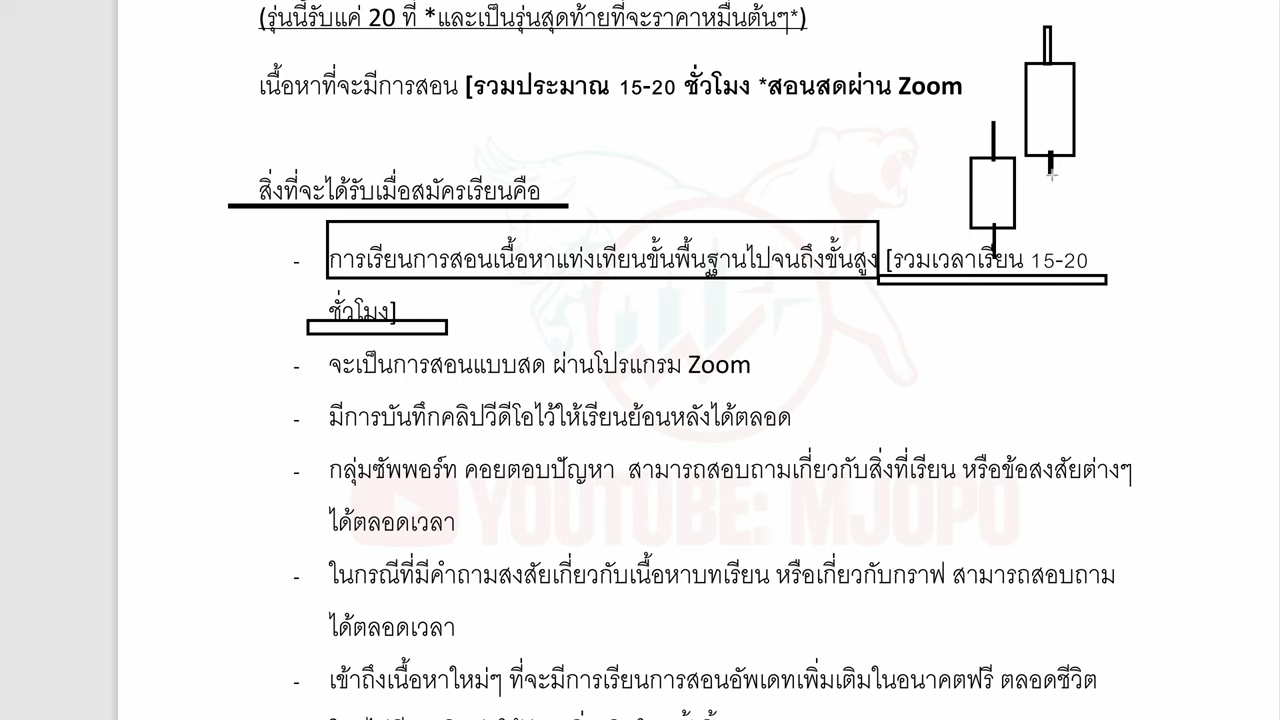 (รุ่นนี้รับแค่ 20 ที่ *และเป็นรุ่นสุดท้ายที่จะราคาหมื่นต้นๆ*)
เนื้อหาที่จะมีการสอน [รวมประมาณ 15-20 ชั่วโมง *สอนสดผ่าน Zoom
สิ่งที่จะได้รับเมื่อสมัครเรียนคือ
- การเรียนการสอนเนื้อหาแท่งเทียนขั้นพื้นฐานไปจนถึงขั้นสูง [รวมเวลาเรียน 15-20
ชั่วโมง]
- จะเป็นการสอนแบบสด ผ่านโปรแกรม Zoom
- มีการบันทึกคลิปวีดีโอไว้ให้เรียนย้อนหลังได้ตลอด
- กลุ่มซัพพอร์ท คอยตอบปัญหา สามารถสอบถามเกี่ยวกับสิ่งที่เรียน หรือข้อสงสัยต่างๆ
ได้ตลอดเวลา
YOUTUBE: MJOPO
- ในกรณีที่มีคำถามสงสัยเกี่ยวกับเนื้อหาบทเรียน หรือเกี่ยวกับกราฟ สามารถสอบถาม
ได้ตลอดเวลา
- เข้าถึงเนื้อหาใหม่ๆ ที่จะมีการเรียนการสอนอัพเดทเพิ่มเติมในอนาคตฟรี ตลอดชีวิต